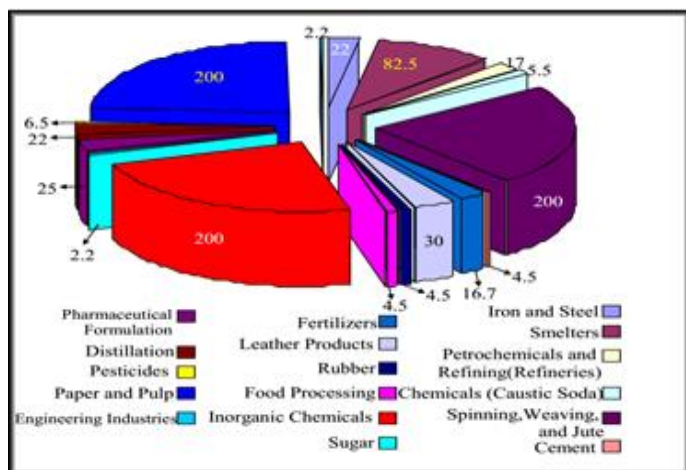 2.2
22
82.5
17
5.5
200
200
6.5
22
25
2.2
200
30
4.5
4.5
16.7
4.5
Pharmaceutical
Formulation
Distillation
Pesticides
Paper and Pulp
Engineering Industries
Fertilizers
Leather Products
Rubber
Food Processing
Inorganic Chemicals
Sugar
Iron and Steel
Smelters
Petrochemicals and
Refining(Refineries)
Chemicals (Caustic Soda)
Spinning,Weaving,
and Jute
Cement